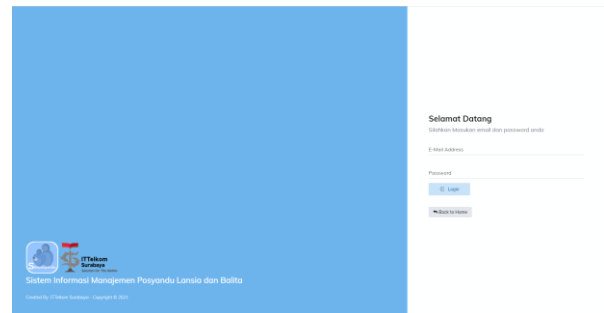 Selamat Datang
Silahkan Masukan email dan password anda
E-Mail Address
Password
Login
Back to Home
S
ITTelkom
Surabaya
Sistem Informasi Manajemen Posyandu Lansia dan Balita
Created By ITTelkom Surabaya - Copyright © 2022